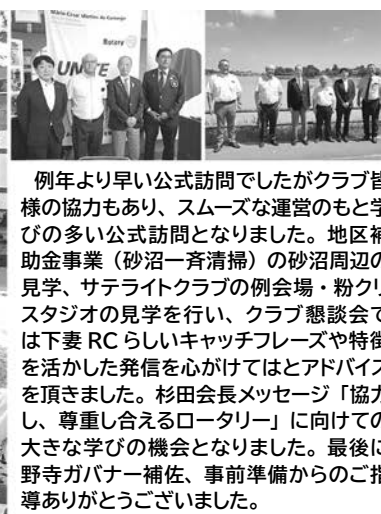 Rotary
UNITE
例年より早い公式訪問でしたがクラブ皆
様の協力もあり、スムーズな運営のもと学
びの多い公式訪問となりました。地区補
助金事業（砂沼一斉清掃）の砂沼周辺の
見学、サテライトクラブの例会場・粉クリ
スタジオの見学を行い、クラブ懇談会で
は下妻 RC らしいキャッチフレーズや特徴
を活かした発信を心がけてはとアドバイス
を頂きました。杉田会長メッセージ「協力
し、尊重し合えるロータリー」に向けての
大きな学びの機会となりました。最後に
野寺ガバナー補佐、事前準備からのご指
導ありがとうございました。